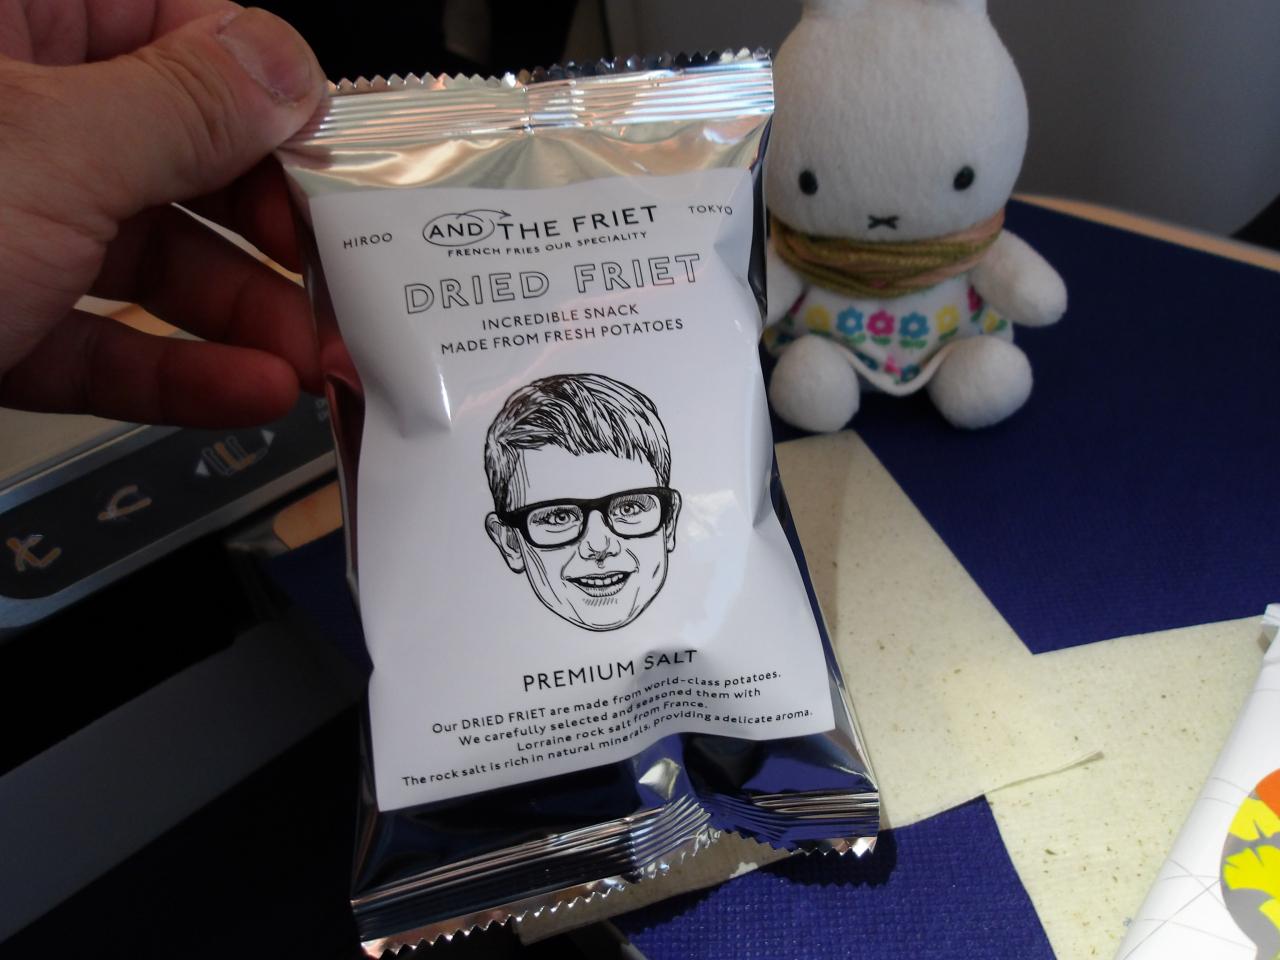 HIROO
AND THE FRIET
TOKYO
FRENCH FRIES OUR SPECIALITY
DRIED FRIET
INCREDIBLE SNACK
MADE FROM FRESH POTATOES
PREMIUM SALT
Our DRIED FRIET are made from world-class potatoes.
We carefully selected and seasoned them with
Lorraine rock salt from France.
The rock salt is rich in natural minerals, providing a delicate aroma.